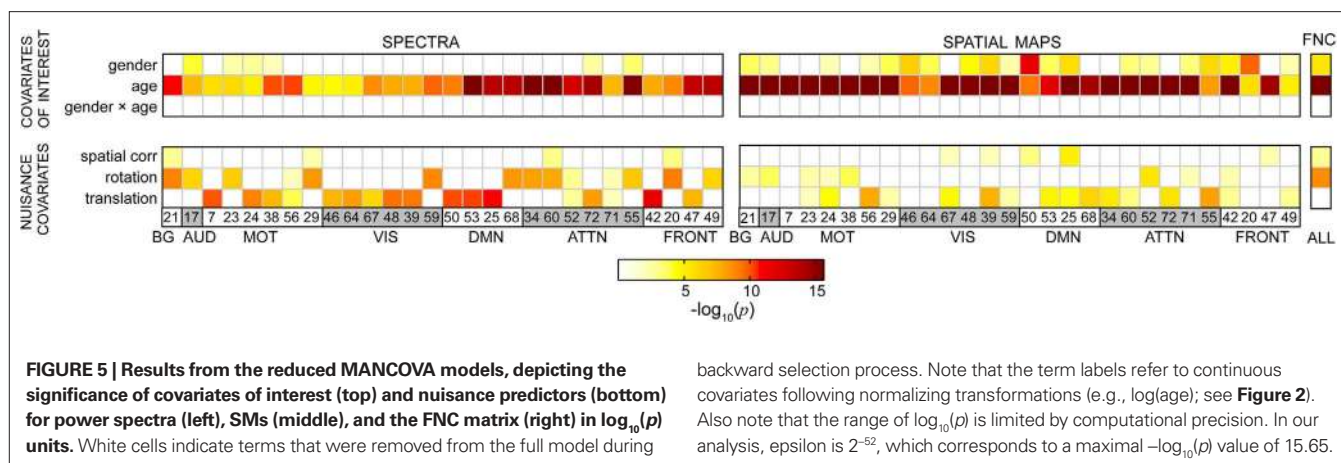 SPECTRA
SPATIAL MAPS
FNC
COVARIATES OF INTEREST
gender
age
gender × age
NUISANCE COVARIATES
spatial corr
rotation
translation
21 17 7 23 24 38 56 29 46 64 67 48 39 59 50 53 25 68 34 60 52 72 71 55 42 20 47 49
21 17 7 23 24 38 56 29 46 64 67 48 39 59 50 53 25 68 34 60 52 72 71 55 42 20 47 49
BG AUD MOT VIS DMN ATTN FRONT
BG AUD MOT VIS DMN ATTN FRONT
ALL
5 10 15
-log10(p)
FIGURE 5 | Results from the reduced MANCOVA models, depicting the
significance of covariates of interest (top) and nuisance predictors (bottom)
for power spectra (left), SMs (middle), and the FNC matrix (right) in log10(p)
units. White cells indicate terms that were removed from the full model during
backward selection process. Note that the term labels refer to continuous
covariates following normalizing transformations (e.g., log(age); see Figure 2).
Also note that the range of log10(p) is limited by computational precision. In our
analysis, epsilon is 2−52, which corresponds to a maximal –log10(p) value of 15.65.